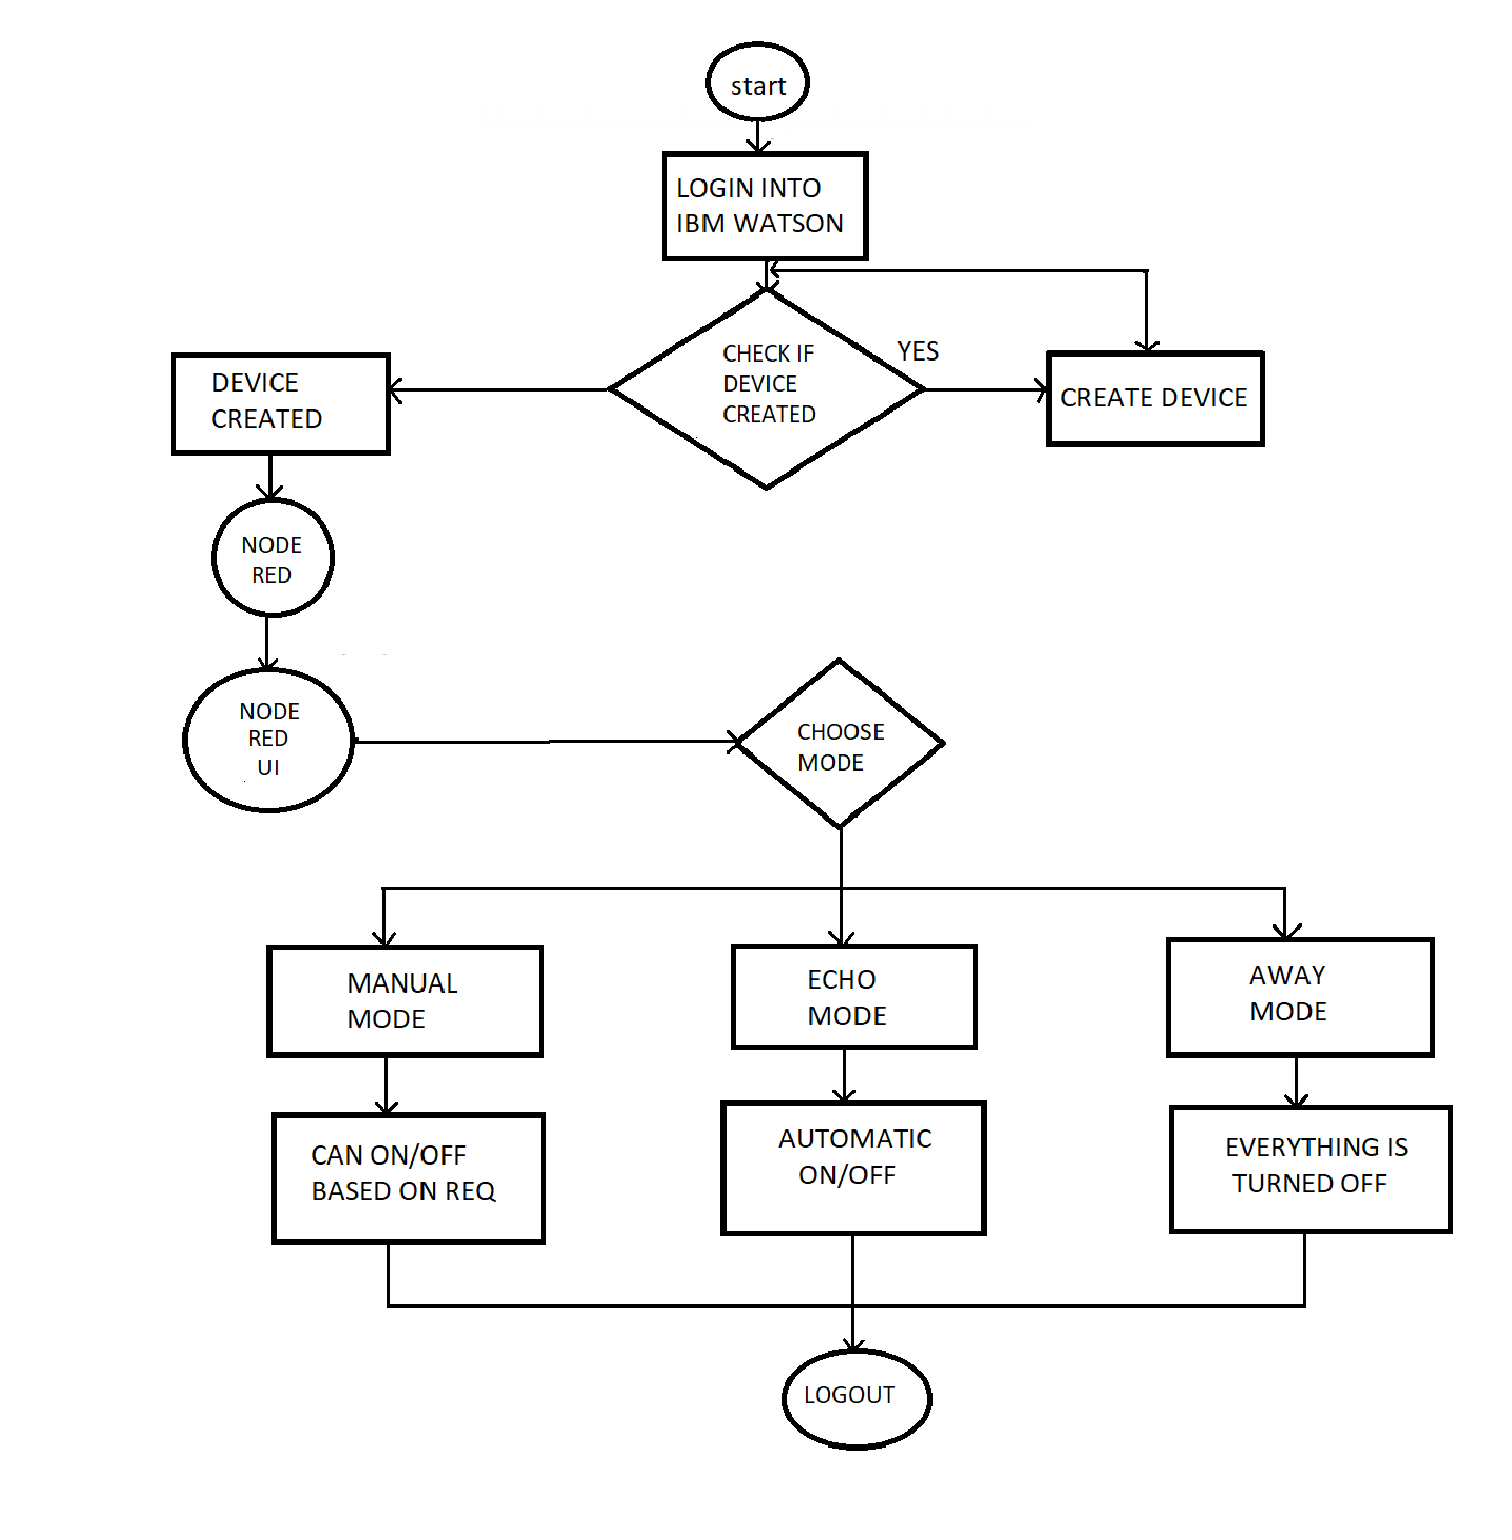 start
LOGIN INTO
IBM WATSON
CHECK IF
DEVICE
CREATED
YES
CREATE DEVICE
DEVICE
CREATED
NODE
RED
NODE
RED
UI
CHOOSE
MODE
MANUAL
MODE
ECHO
MODE
AWAY
MODE
CAN ON/OFF
BASED ON REQ
AUTOMATIC
ON/OFF
EVERYTHING IS
TURNED OFF
LOGOUT